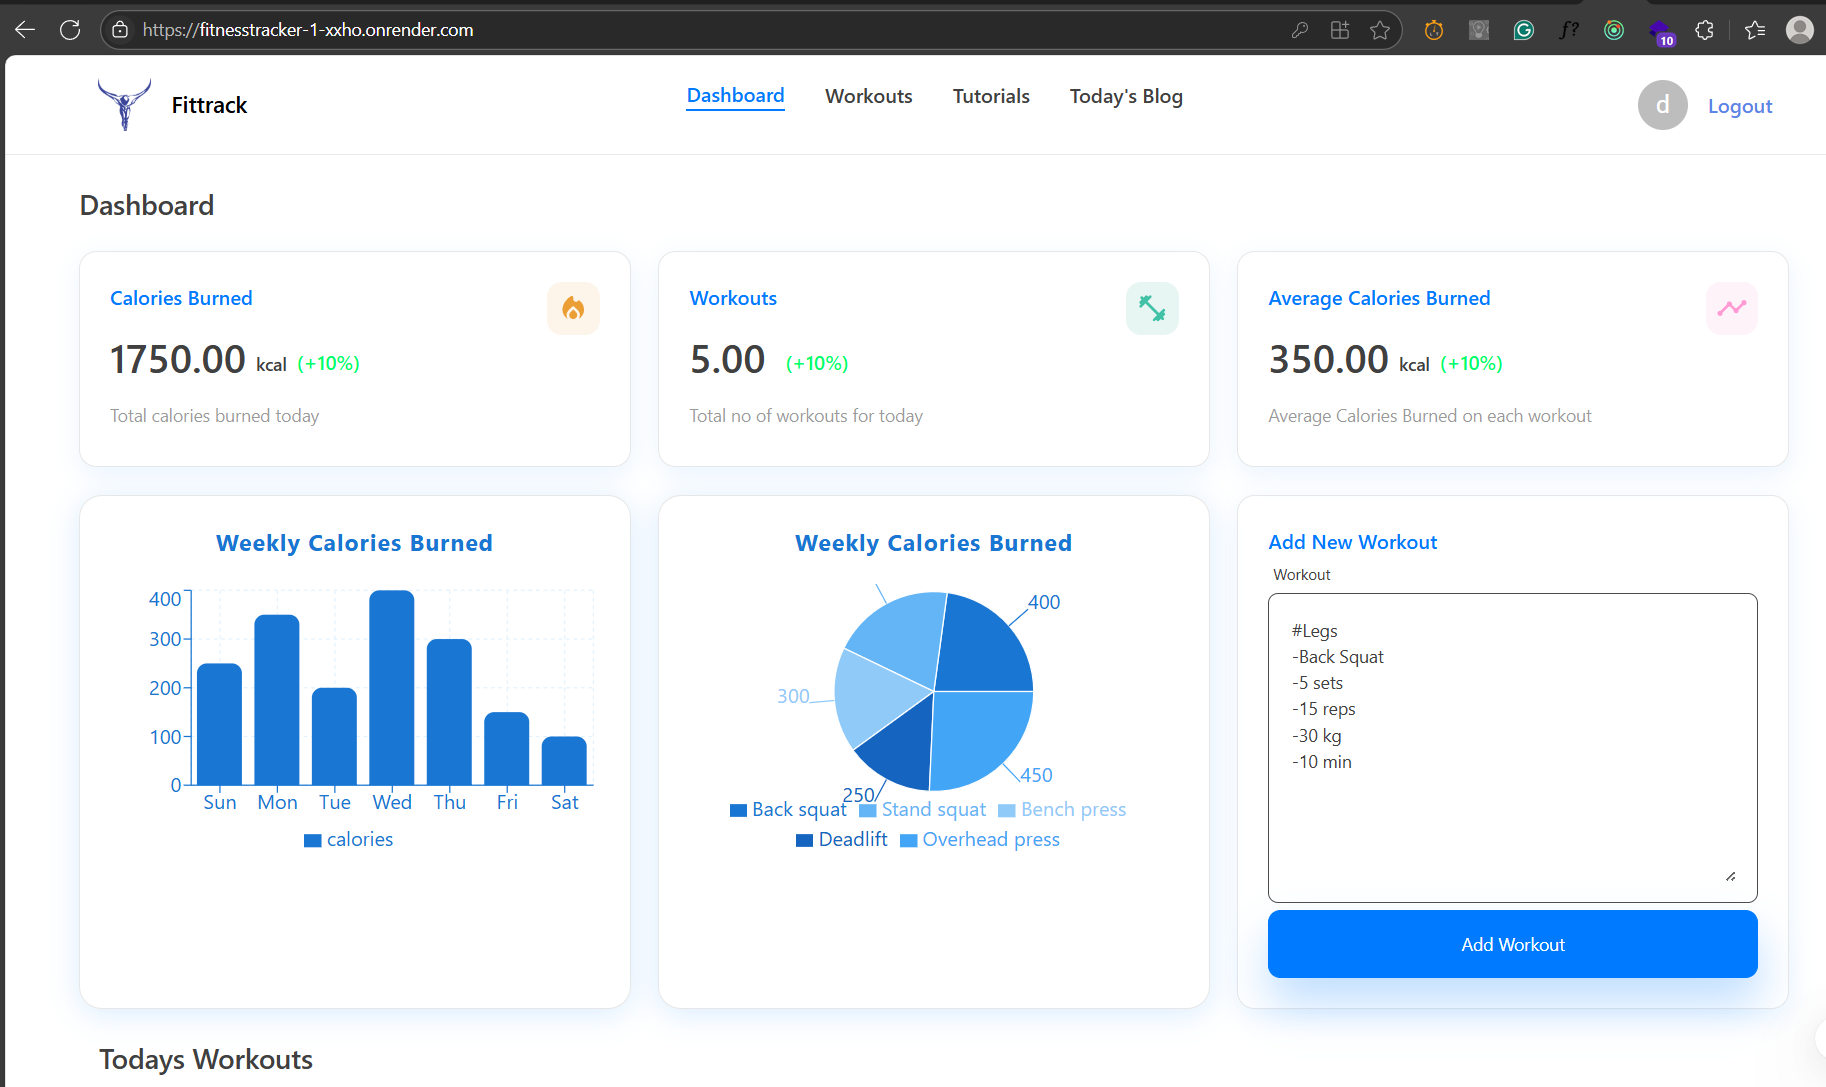 https://fitnesstracker-1-xxho.onrender.com
G
f?
10
Fittrack
Dashboard
Workouts
Tutorials
Today's Blog
d
Logout
Dashboard
Calories Burned
1750.00 kcal (+10%)
Total calories burned today
Workouts
5.00 (+10%)
Total no of workouts for today
Average Calories Burned
350.00 kcal (+10%)
Average Calories Burned on each workout
Weekly Calories Burned
400
300
200
100
0
Sun Mon Tue Wed Thu Fri Sat
calories
Weekly Calories Burned
400
300
450
250
Back squat Stand squat Bench press
Deadlift Overhead press
Add New Workout
Workout
#Legs
-Back Squat
-5 sets
-15 reps
-30 kg
-10 min
Add Workout
Todays Workouts